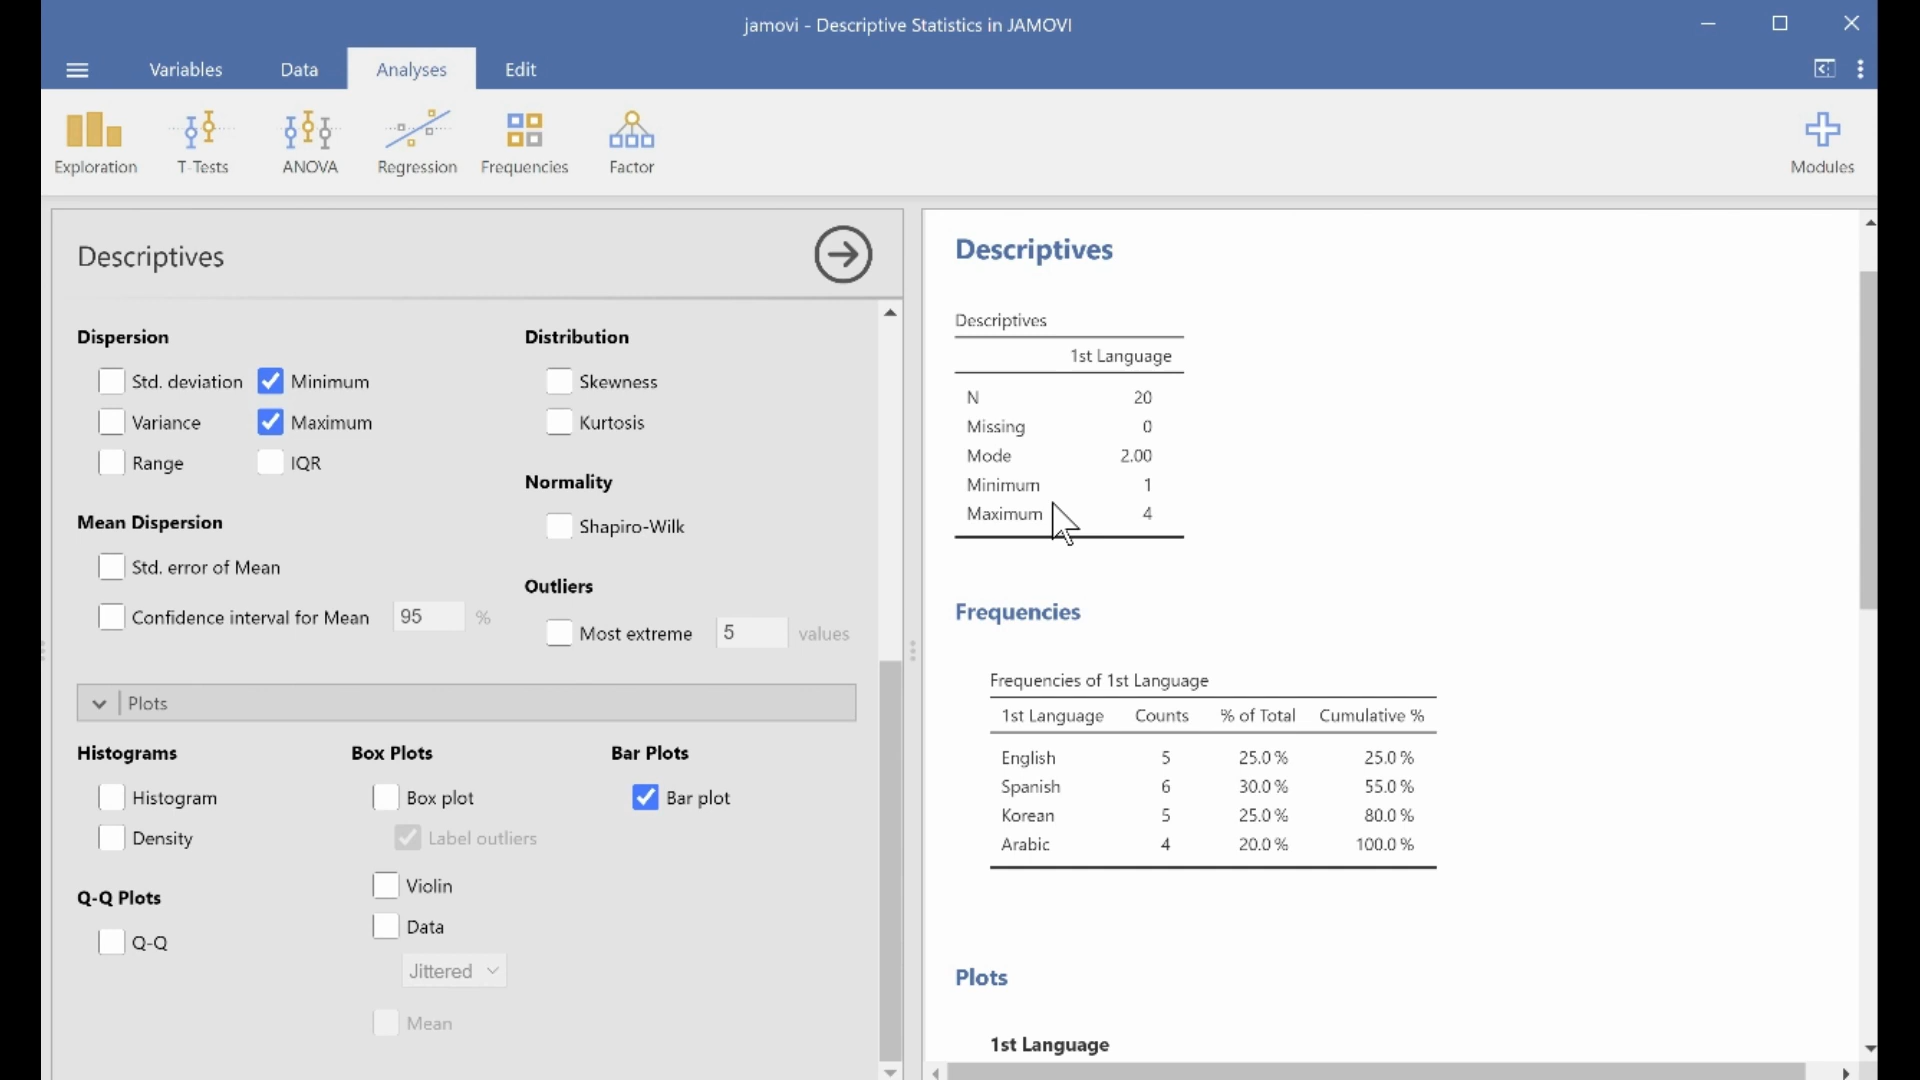 jamovi - Descriptive Statistics in JAMOVI
Variables Data Analyses Edit
Exploration T-Tests ANOVA Regression Frequencies Factor Modules
Descriptives
Dispersion
Std. deviation Minimum
Variance Maximum
Range IQR
Mean Dispersion
Std. error of Mean
Confidence interval for Mean 95 %
Distribution
Skewness
Kurtosis
Normality
Shapiro-Wilk
Outliers
Most extreme 5 values
Plots
Histograms
Histogram
Density
Q-Q Plots
Q-Q
Box Plots
Box plot
Label outliers
Violin
Data
Jittered
Mean
Bar Plots
Bar plot
Descriptives
Descriptives
1st Language
N 20
Missing 0
Mode 2.00
Minimum 1
Maximum 4
Frequencies
Frequencies of 1st Language
1st Language Counts % of Total Cumulative %
English 5 25.0 % 25.0 %
Spanish 6 30.0 % 55.0 %
Korean 5 25.0 % 80.0 %
Arabic 4 20.0 % 100.0 %
Plots
1st Language